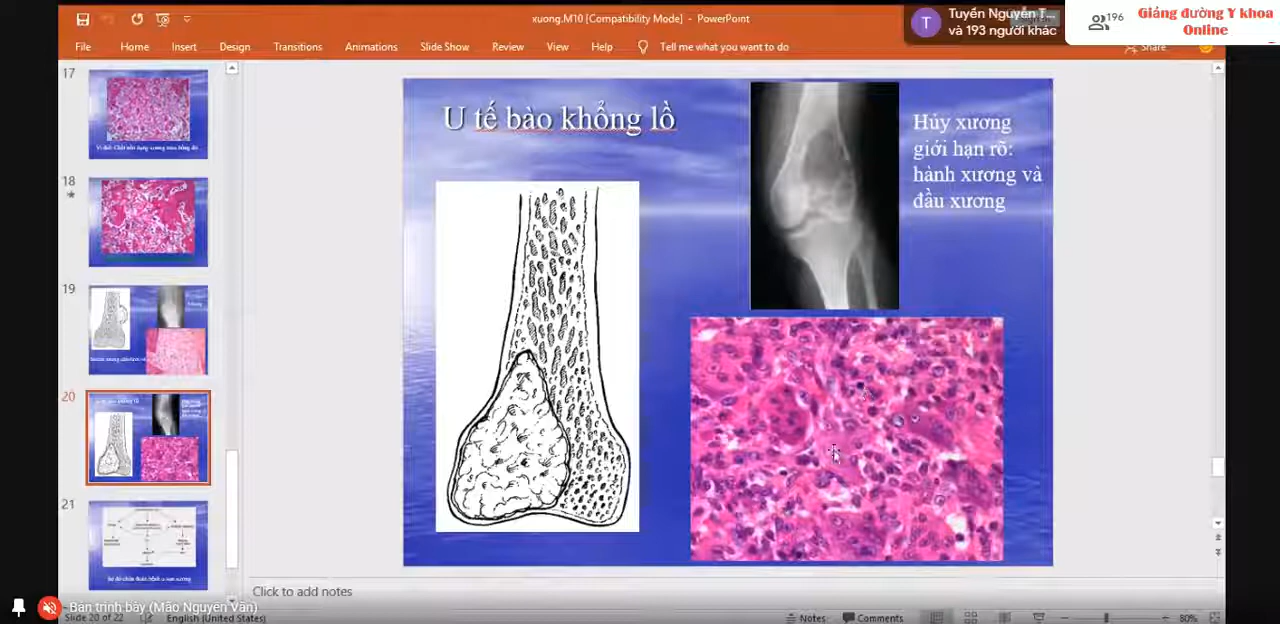 xuong.M10 [Compatibility Mode] - PowerPoint
T
Tuyến Nguyễn T...
và 193 người khác
196
Giảng đường Y khoa
Online
File
Home
Insert
Design
Transitions
Animations
Slide Show
Review
View
Help
Tell me what you want to do
Share
17
18
19
20
21
U tế bào khổng lồ
Hủy xương
giới hạn rõ:
hành xương và
đầu xương
Click to add notes
Bản trình bày (Mão Nguyễn Văn)
Slide 20 of 22
English (United States)
Notes
Comments
80%